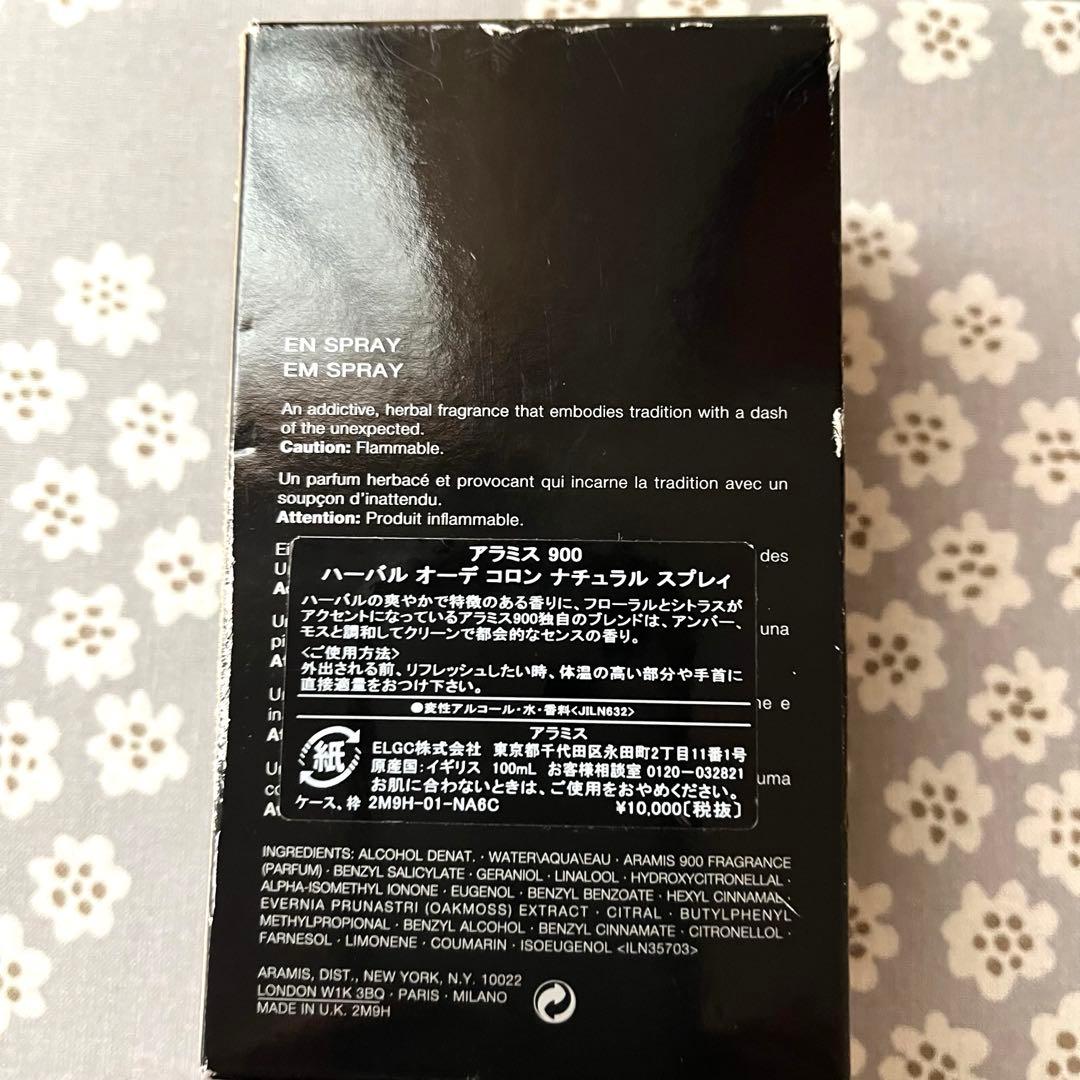 EN SPRAY
EM SPRAY
An addictive, herbal fragrance that embodies tradition with a dash
of the unexpected.
Caution: Flammable.
Un parfum herbacé et provocant qui incarne la tradition avec un
soupçon d'inattendu.
Attention: Produit inflammable.
des
una
e
uma
アラミス 900
ハーバル オーデ コロン ナチュラル スプレィ
ハーバルの爽やかで特徴のある香りに、フローラルとシトラスが
アクセントになっているアラミス900独自のブレンドは、アンバー、
モスと調和してクリーンで都会的なセンスの香り。
<ご使用方法>
外出される前、リフレッシュしたい時、体温の高い部分や手首に
直接適量をおつけ下さい。
●変性アルコール・水・香料<JILN632>
アラミス
紙
ELGC株式会社 東京都千代田区永田町2丁目11番1号
原産国:イギリス 100mL お客様相談室 0120-032821
お肌に合わないときは、ご使用をおやめください。
ケース、枠 2M9H-01-NA6C ¥10,000[税抜]
INGREDIENTS: ALCOHOL DENAT. · WATER\AQUA\EAU · ARAMIS 900 FRAGRANCE
(PARFUM) · BENZYL SALICYLATE · GERANIOL · LINALOOL · HYDROXYCITRONELLAL ·
ALPHA-ISOMETHYL IONONE · EUGENOL · BENZYL BENZOATE · HEXYL CINNAMAL ·
EVERNIA PRUNASTRI (OAKMOSS) EXTRACT · CITRAL · BUTYLPHENYL
METHYLPROPIONAL · BENZYL ALCOHOL · BENZYL CINNAMATE · CITRONELLOL ·
FARNESOL · LIMONENE · COUMARIN · ISOEUGENOL <ILN35703>
ARAMIS, DIST., NEW YORK, N.Y. 10022
LONDON W1K 3BQ · PARIS · MILANO
MADE IN U.K. 2M9H